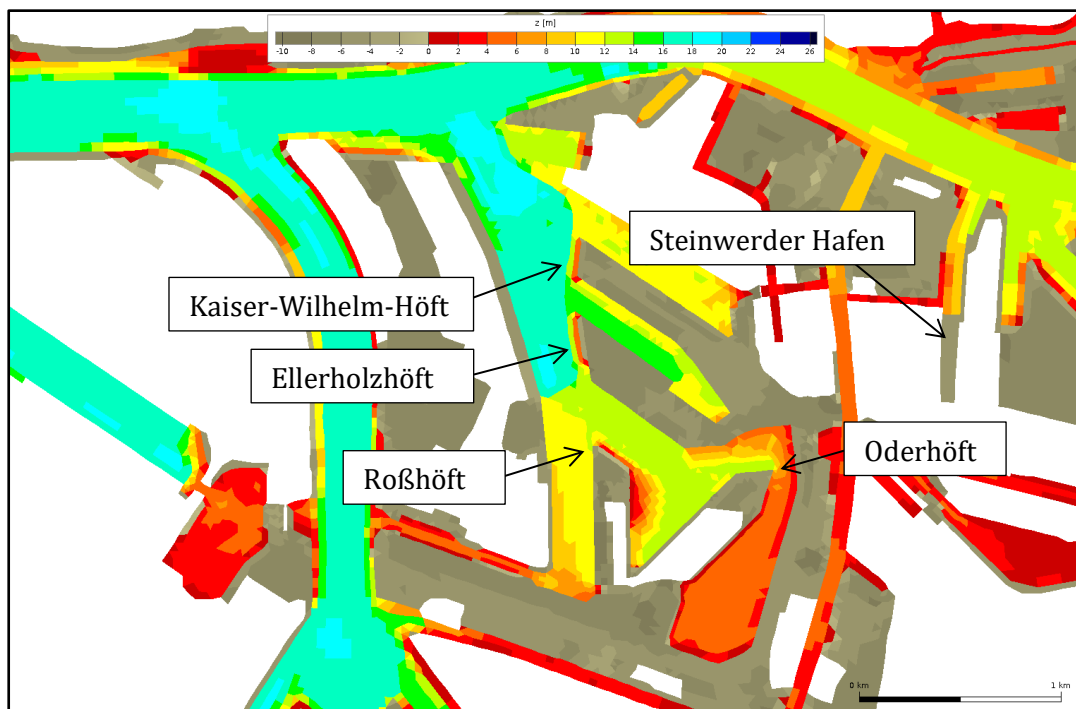 z [m]
-10 -8 -6 -4 -2 0 2 4 6 8 10 12 14 16 18 20 22 24 26
Steinwerder Hafen
Kaiser-Wilhelm-Höft
Ellerholzhöft
Roßhöft
Oderhöft
0 km 1 km